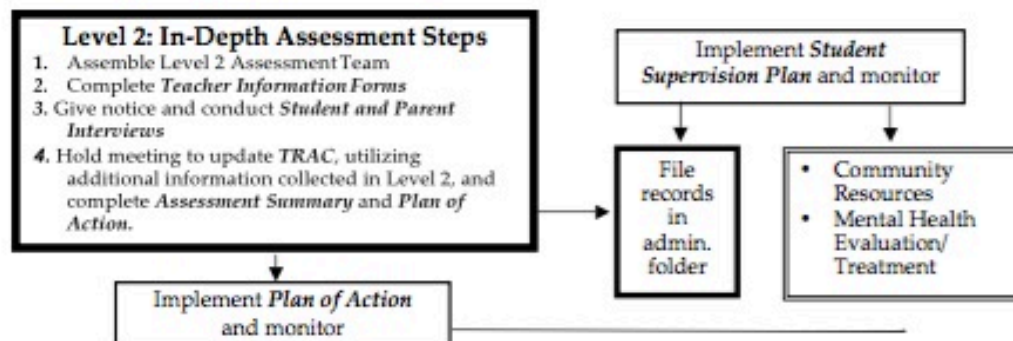 Level 2: In-Depth Assessment Steps
1. Assemble Level 2 Assessment Team
2. Complete Teacher Information Forms
3. Give notice and conduct Student and Parent
Interviews
4. Hold meeting to update TRAC, utilizing
additional information collected in Level 2, and
complete Assessment Summary and Plan of
Action.
Implement Student
Supervision Plan and monitor
File
records
in
admin.
folder
• Community
Resources
• Mental Health
Evaluation/
Treatment
Implement Plan of Action
and monitor